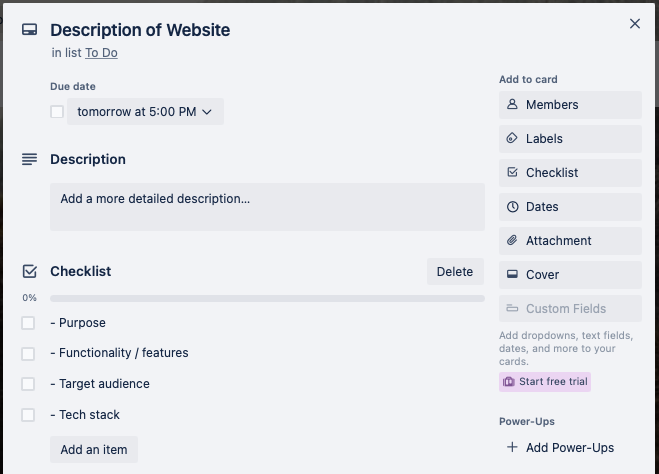 Description of Website
in list To Do
Due date
tomorrow at 5:00 PM
Description
Add a more detailed description...
Checklist
Delete
0%
- Purpose
- Functionality / features
- Target audience
- Tech stack
Add an item
Add to card
Members
Labels
Checklist
Dates
Attachment
Cover
Custom Fields
Add dropdowns, text fields,
dates, and more to your
cards.
Start free trial
Power-Ups
Add Power-Ups